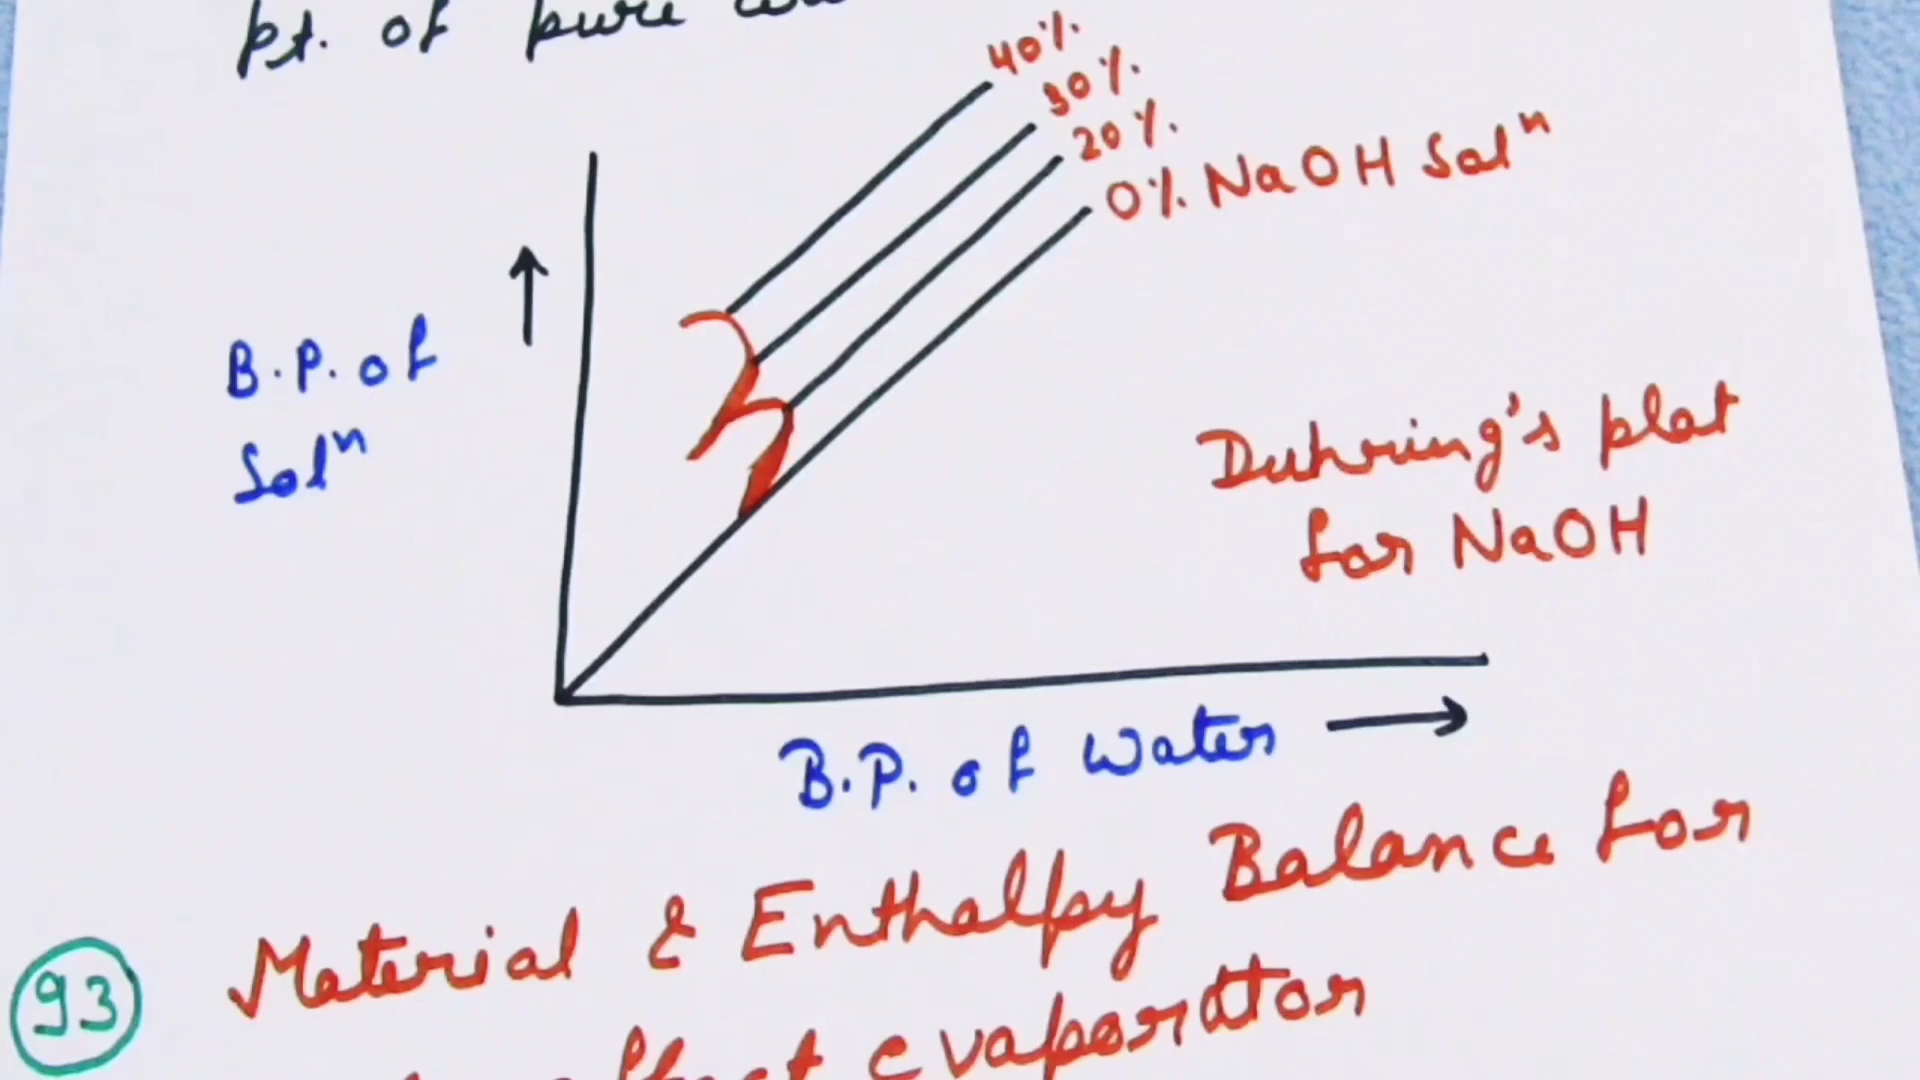 pt. of pure
40%.
30%.
20%.
0%. NaOH Solⁿ
B.P. of
Solⁿ
Duhring's plot
for NaOH
B.P. of Water
93 Material & Enthalpy Balance for
evaporator